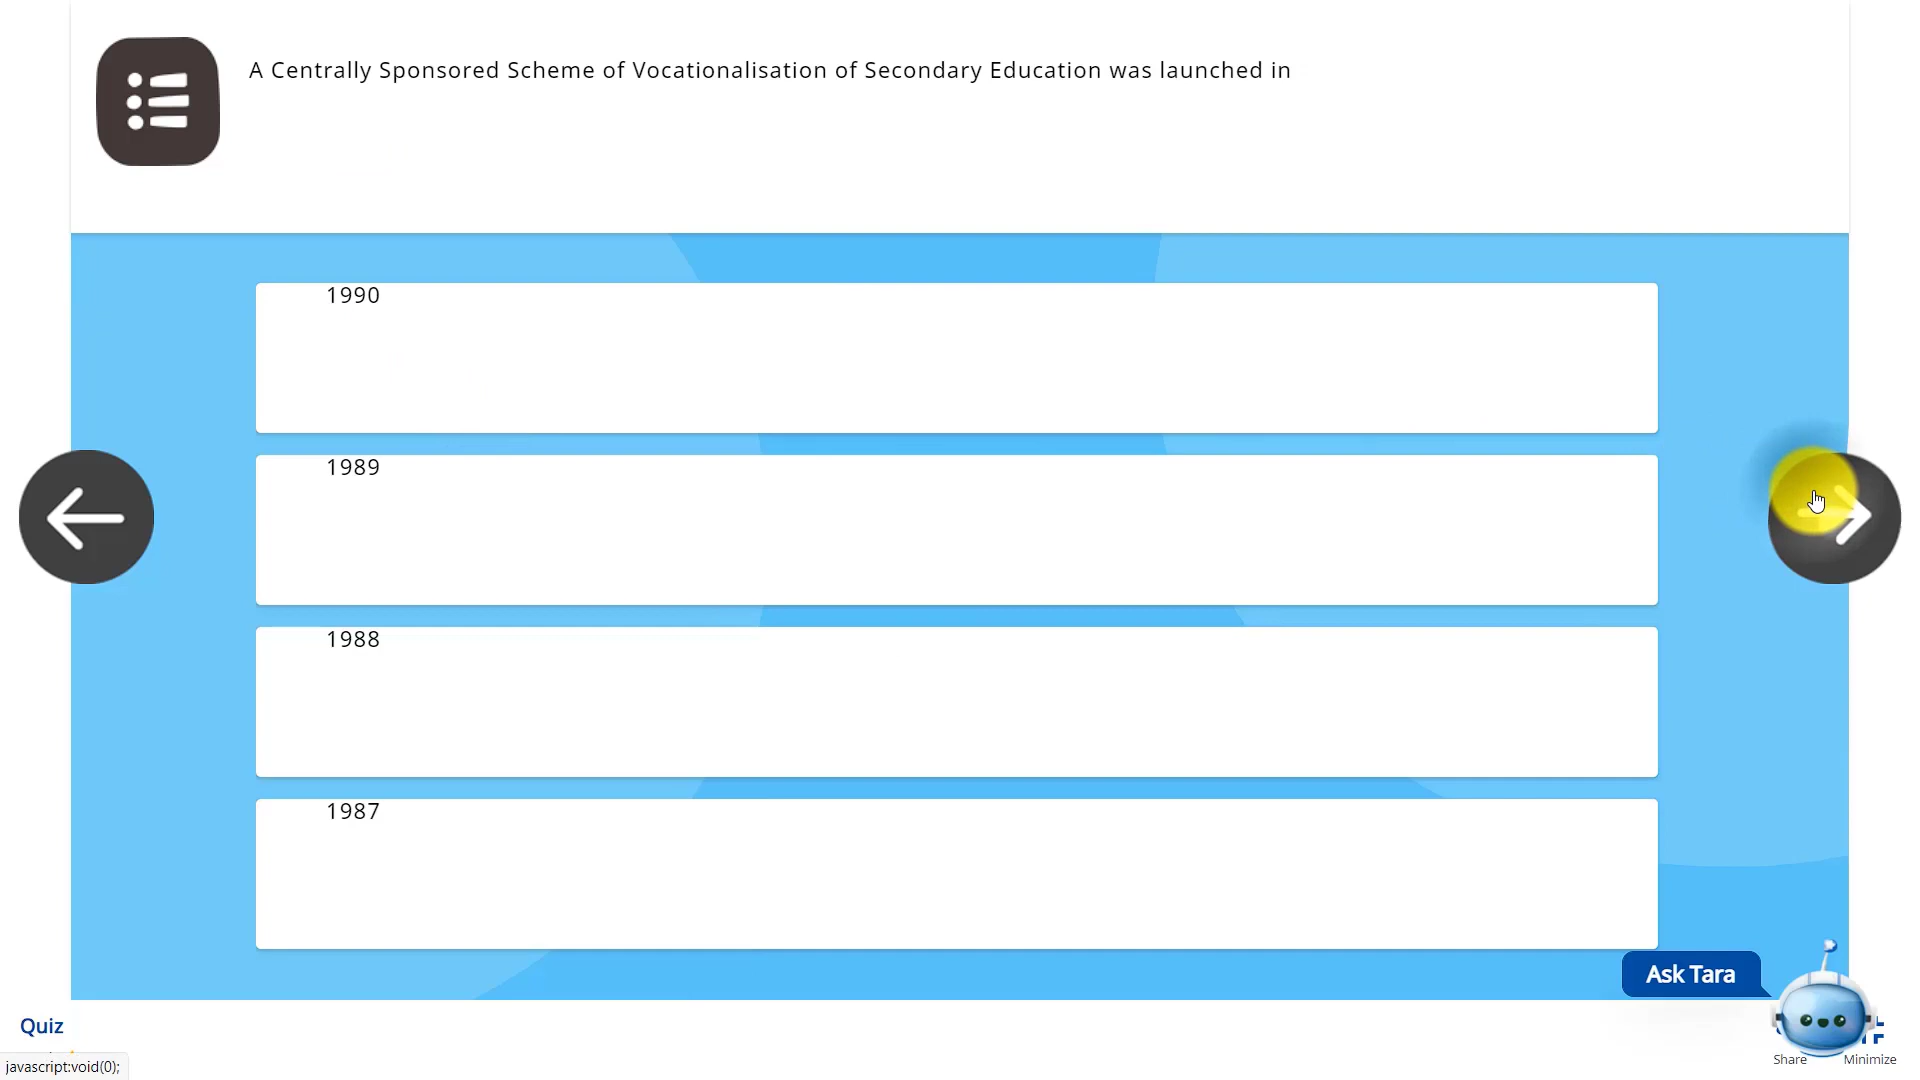 A Centrally Sponsored Scheme of Vocationalisation of Secondary Education was launched in
1990
1989
1988
1987
Ask Tara
Quiz
Share
Minimize
javascript:void(0);